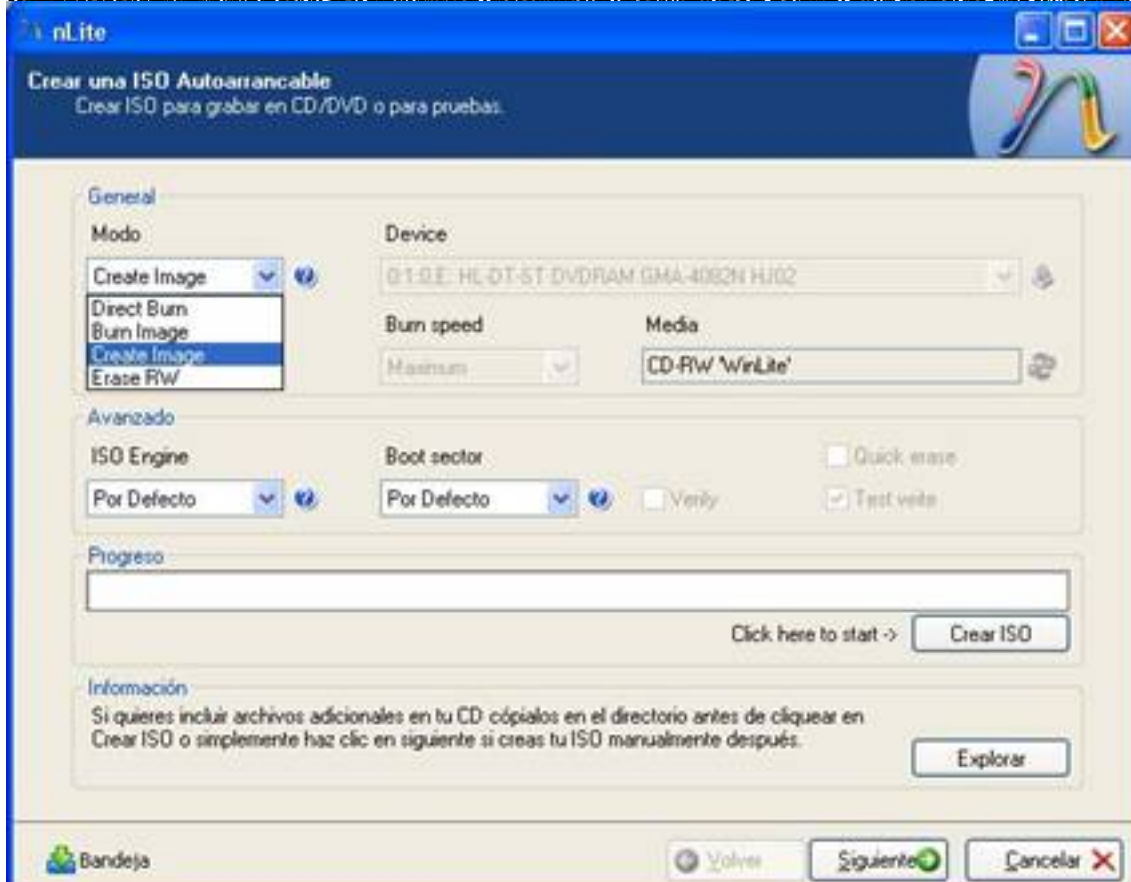 nLite
Crear una ISO Autoarrancable
Crear ISO para grabar en CD/DVD o para pruebas.
General
Modo
Device
Create Image
0:1:0,E: HL-DT-ST DVDRAM GMA-4082N HJ02
Direct Burn
Burn Image
Create Image
Erase RW
Burn speed
Media
Maximum
CD-RW 'WinLite'
Avanzado
ISO Engine
Boot sector
Quick erase
Por Defecto
Por Defecto
Verify
Test write
Progreso
Click here to start ->
Crear ISO
Información
Si quieres incluir archivos adicionales en tu CD cópialos en el directorio antes de cliquear en
Crear ISO o simplemente haz clic en siguiente si creas tu ISO manualmente después.
Explorar
Bandeja
Volver
Siguiente
Cancelar